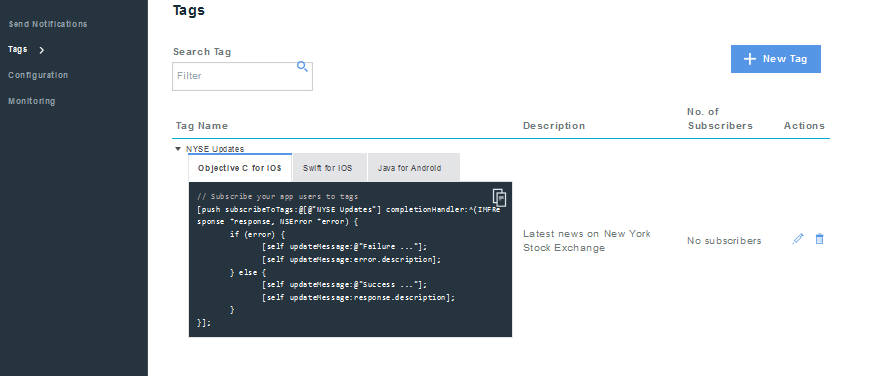 Tags
Send Notifications
Tags
Configuration
Monitoring
Search Tag
Filter
New Tag
Tag Name
Description
No. of
Subscribers
Actions
NYSE Updates
Objective C for iOS
Swift for iOS
Java for Android
// Subscribe your app users to tags
[push subscribeToTags:@[@"NYSE Updates"] completionHandler:^(IMFRe
sponse *response, NSError *error) {
if (error) {
[self updateMessage:@"Failure ..."];
[self updateMessage:error.description];
} else {
[self updateMessage:@"Success ..."];
[self updateMessage:response.description];
}
}];
Latest news on New York
Stock Exchange
No subscribers